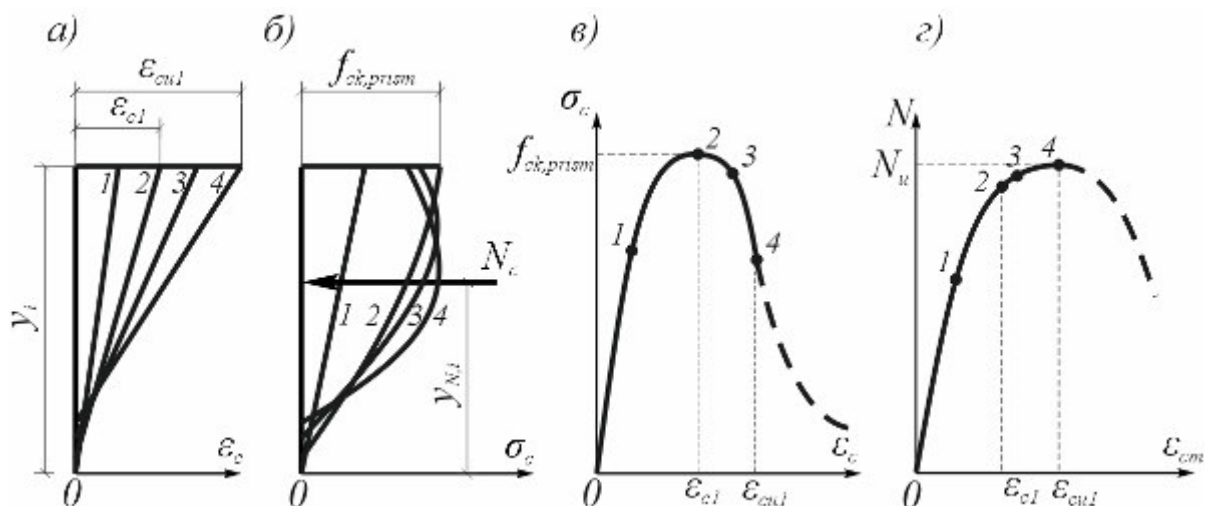 а) б) в) г)
ε_cu1
ε_c1
f_ck,prism
σ_c
f_ck,prism
N
N_u
1 2 3 4
1 2 3 4
1 2 3 4
1 2 3 4
N_c
y_i
y_N,i
0 ε_c
0 σ_c
0 ε_c1 ε_cu1 ε_c
0 ε_c1 ε_cu1 ε_cm